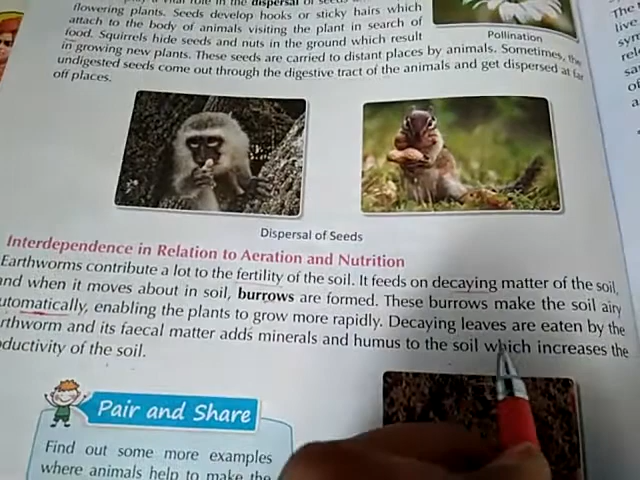 dispersal of seeds
flowering plants. Seeds develop hooks or sticky hairs which
attach to the body of animals visiting the plant in search of
food. Squirrels hide seeds and nuts in the ground which result
in growing new plants. These seeds are carried to distant places by animals. Sometimes, the
undigested seeds come out through the digestive tract of the animals and get dispersed at far
off places.
Pollination
Dispersal of Seeds
Interdependence in Relation to Aeration and Nutrition
Earthworms contribute a lot to the fertility of the soil. It feeds on decaying matter of the soil,
and when it moves about in soil, burrows are formed. These burrows make the soil airy
utomatically, enabling the plants to grow more rapidly. Decaying leaves are eaten by the
rthworm and its faecal matter adds minerals and humus to the soil which increases the
oductivity of the soil.
Pair and Share
Find out some more examples
where animals help to make the
The